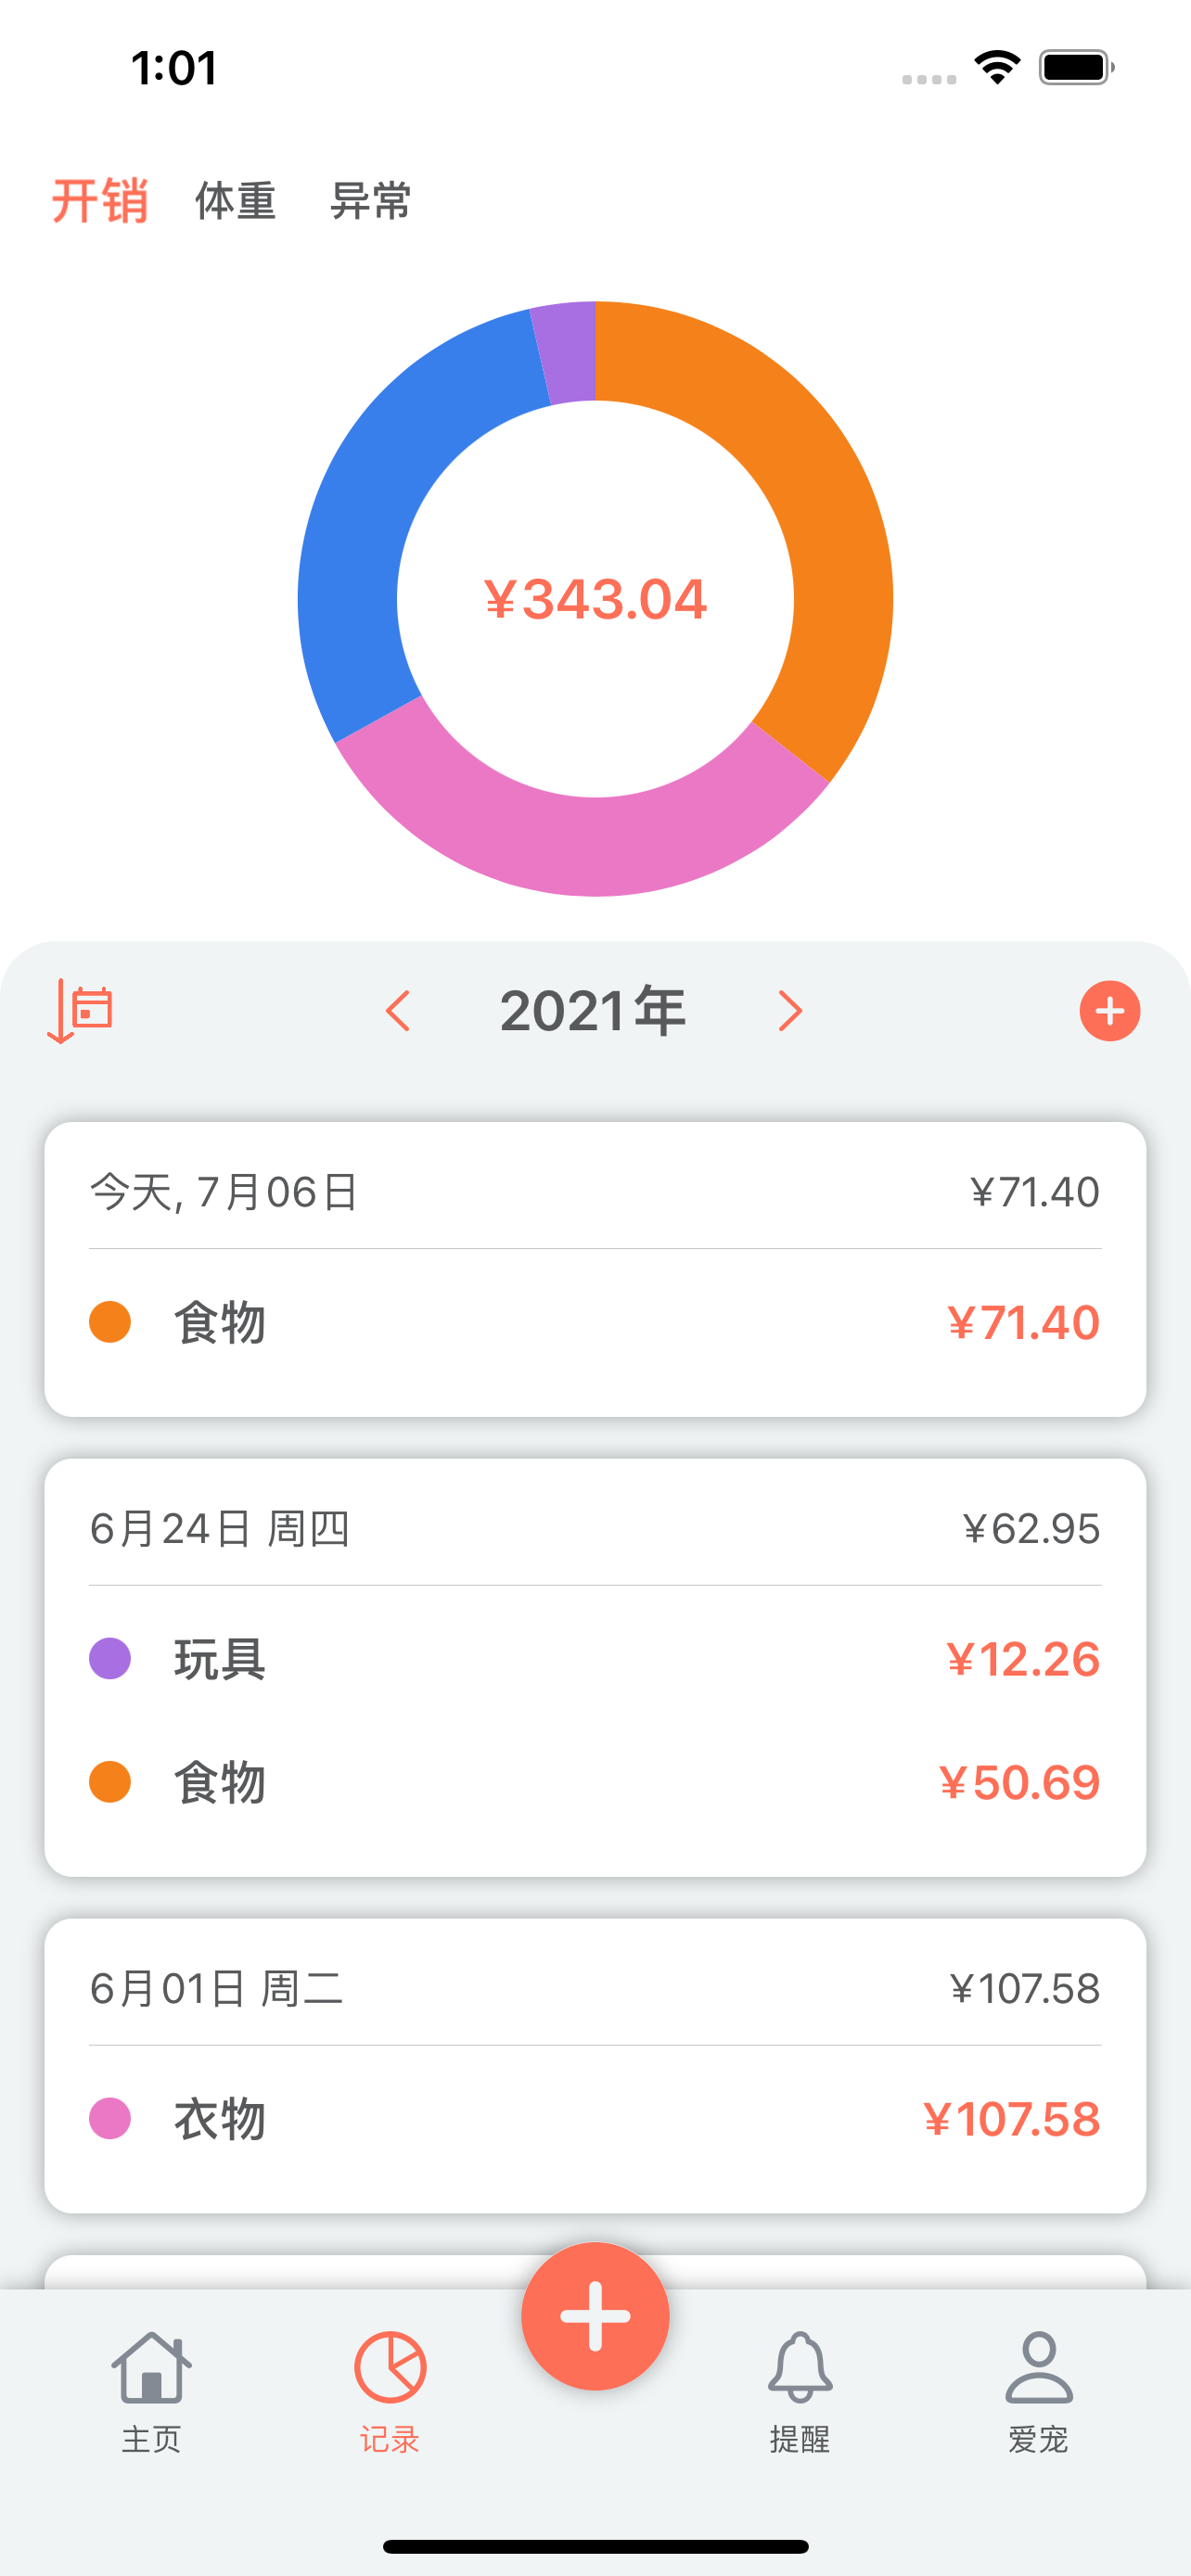 1:01
开销 体重 异常
¥343.04
2021年
今天, 7月06日 ¥71.40
食物 ¥71.40
6月24日 周四 ¥62.95
玩具 ¥12.26
食物 ¥50.69
6月01日 周二 ¥107.58
衣物 ¥107.58
主页 记录 提醒 爱宠